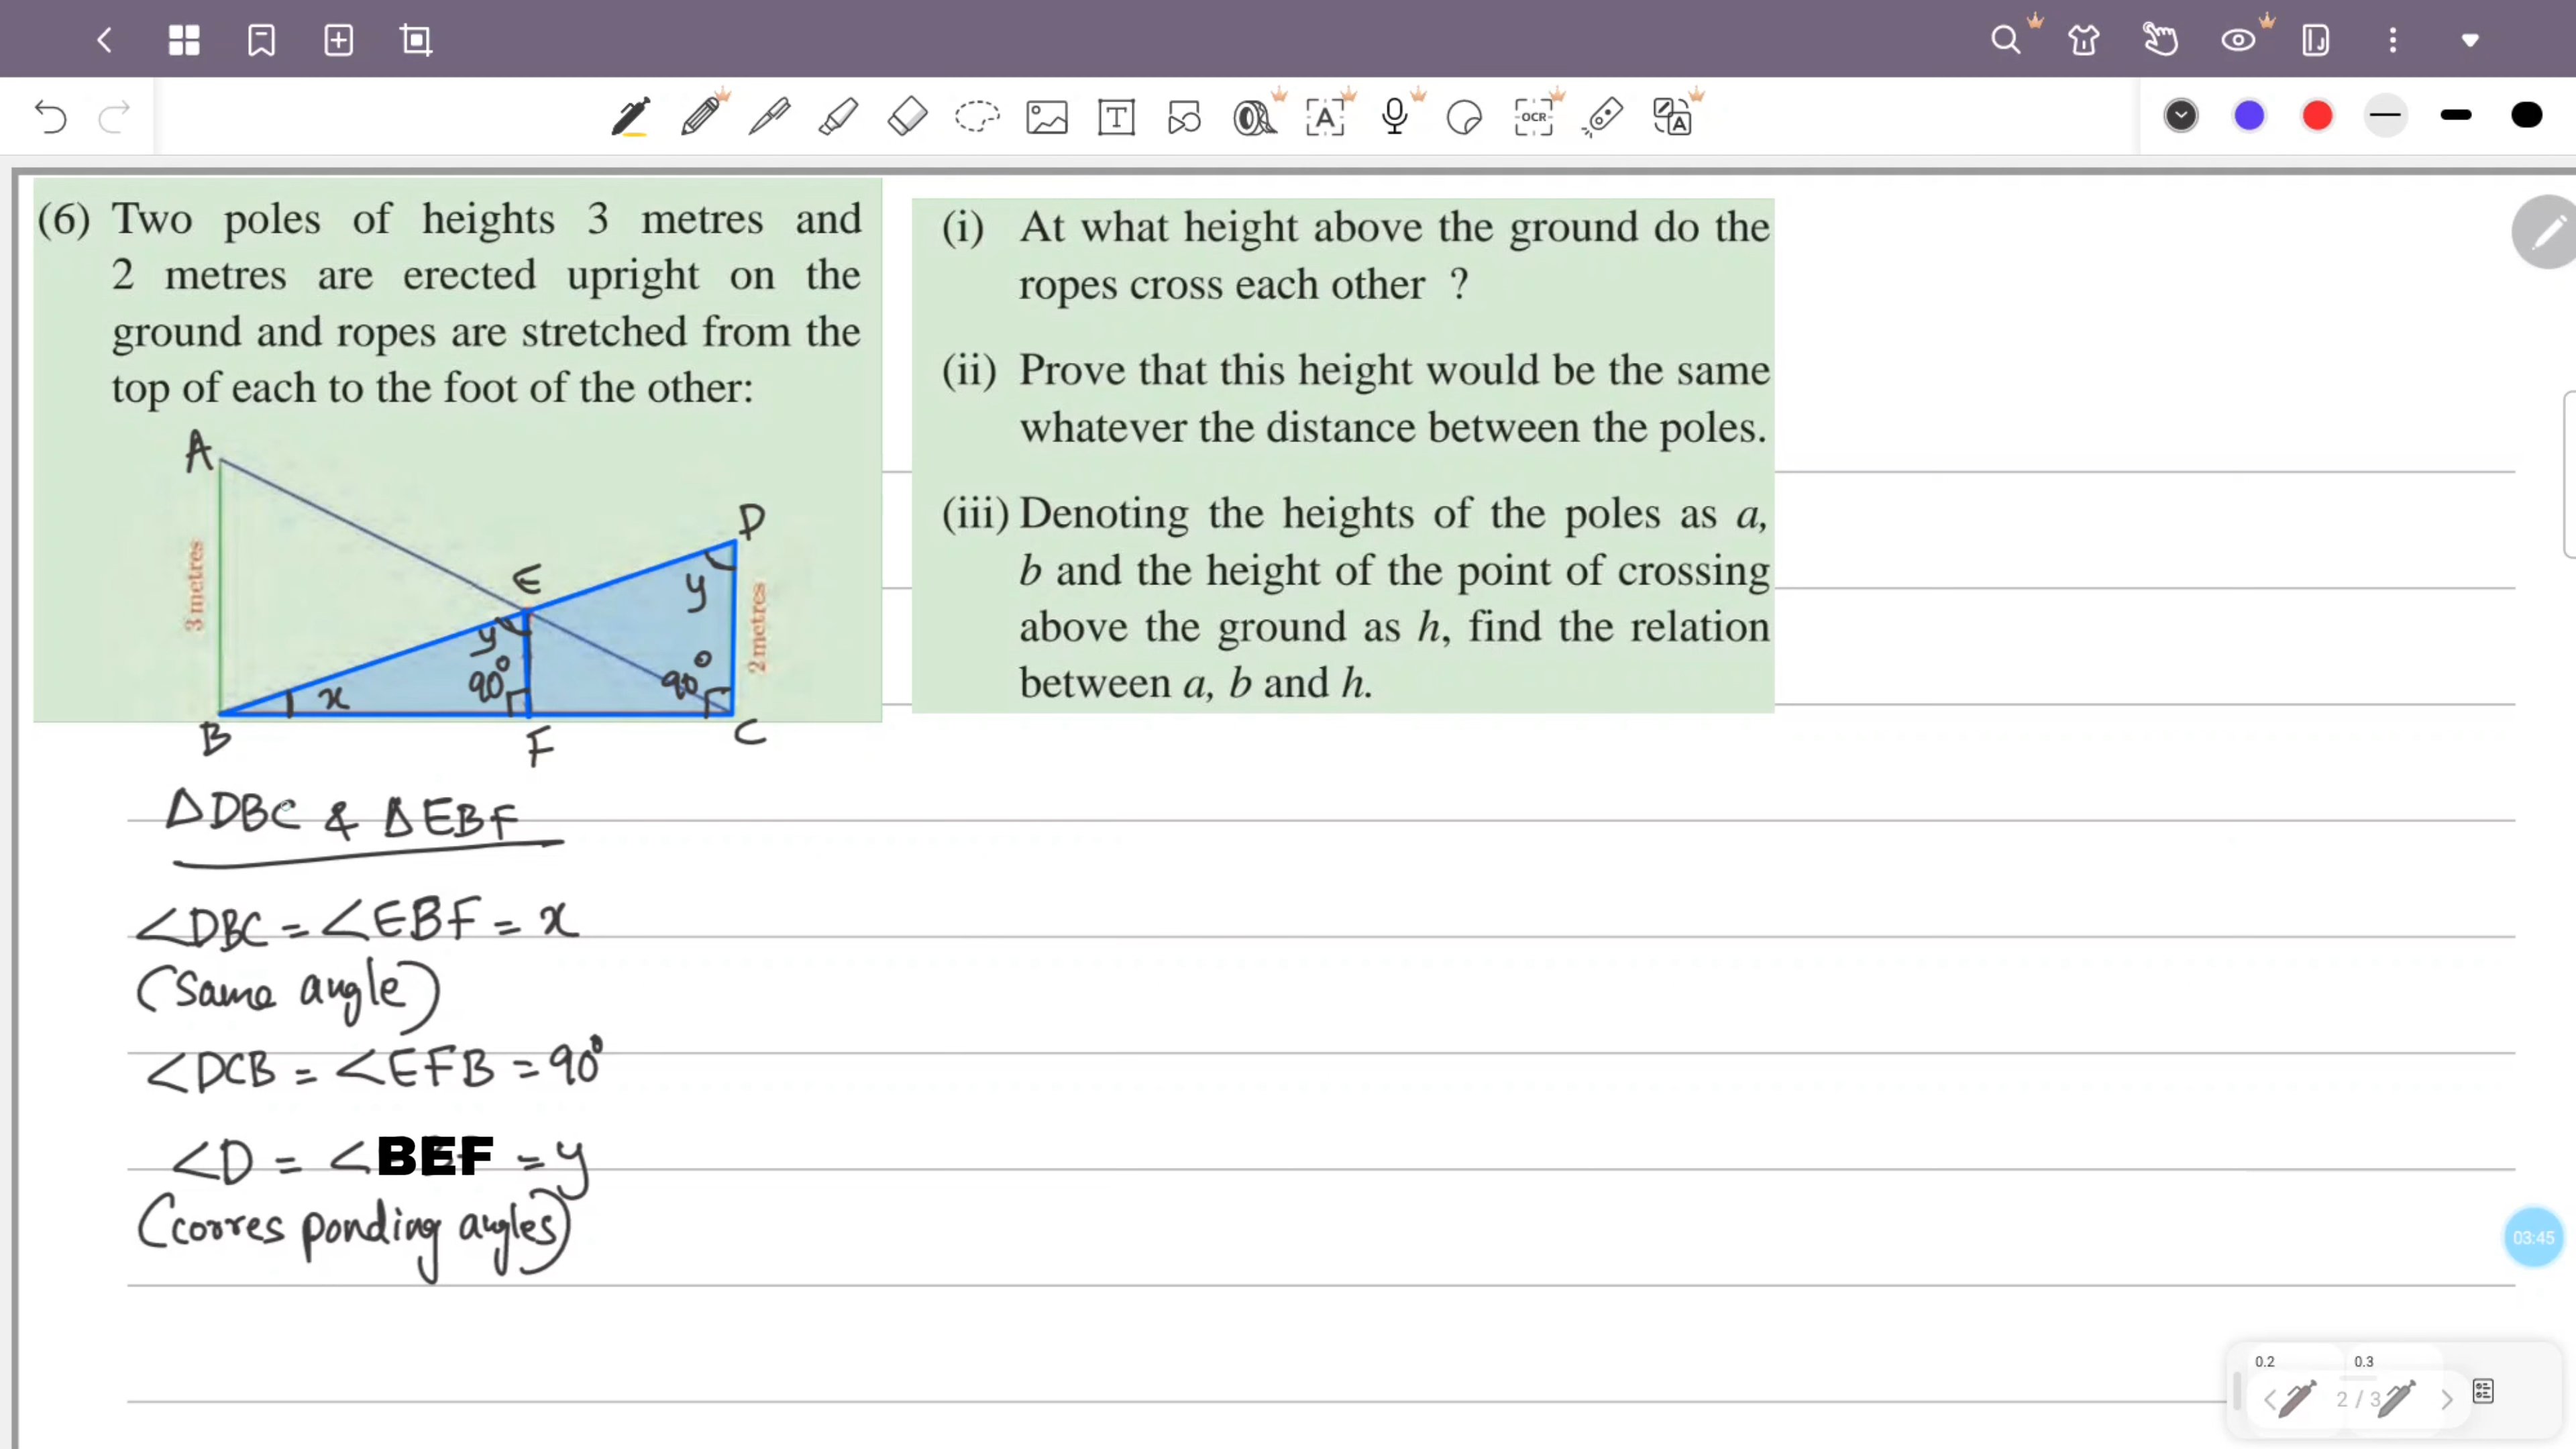 (6) Two poles of heights 3 metres and
2 metres are erected upright on the
ground and ropes are stretched from the
top of each to the foot of the other:
A
D
E
3 metres
y
y
2 metres
90°
90°
x
B
F
C
(i) At what height above the ground do the
ropes cross each other ?
(ii) Prove that this height would be the same
whatever the distance between the poles.
(iii) Denoting the heights of the poles as a,
b and the height of the point of crossing
above the ground as h, find the relation
between a, b and h.
ΔDBC & ΔEBF
∠DBC = ∠EBF = x
(Same angle)
∠DCB = ∠EFB = 90°
∠D = ∠BEF = y
(corres ponding angles)
03:45
0.2 0.3
2 / 3
T
A
OCR
A